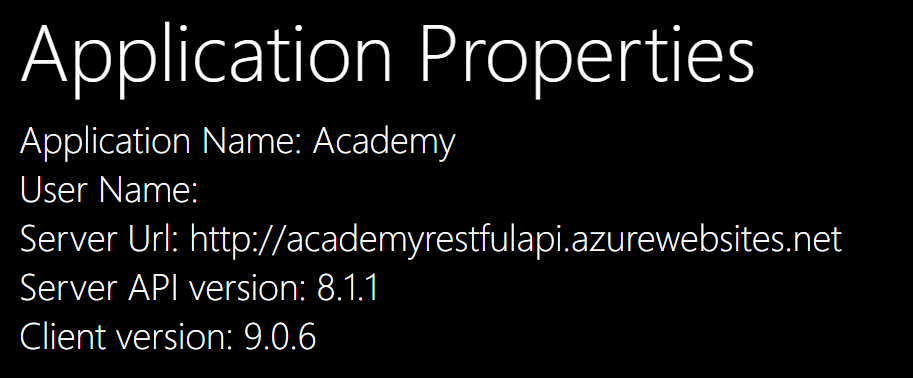 Application Properties
Application Name: Academy
User Name:
Server Url: http://academyrestfulapi.azurewebsites.net
Server API version: 8.1.1
Client version: 9.0.6